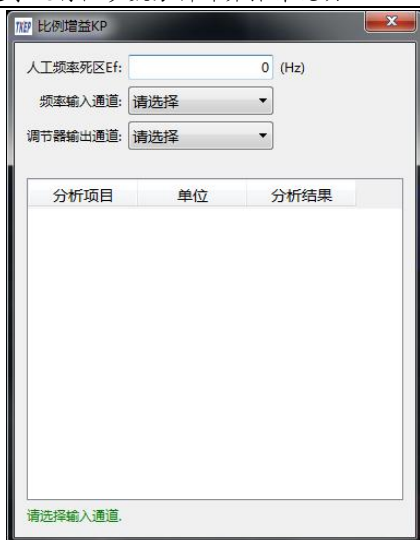 TKEP 比例增益KP
人工频率死区Ef: 0 (Hz)
频率输入通道: 请选择
调节器输出通道: 请选择
分析项目 单位 分析结果
请选择输入通道.